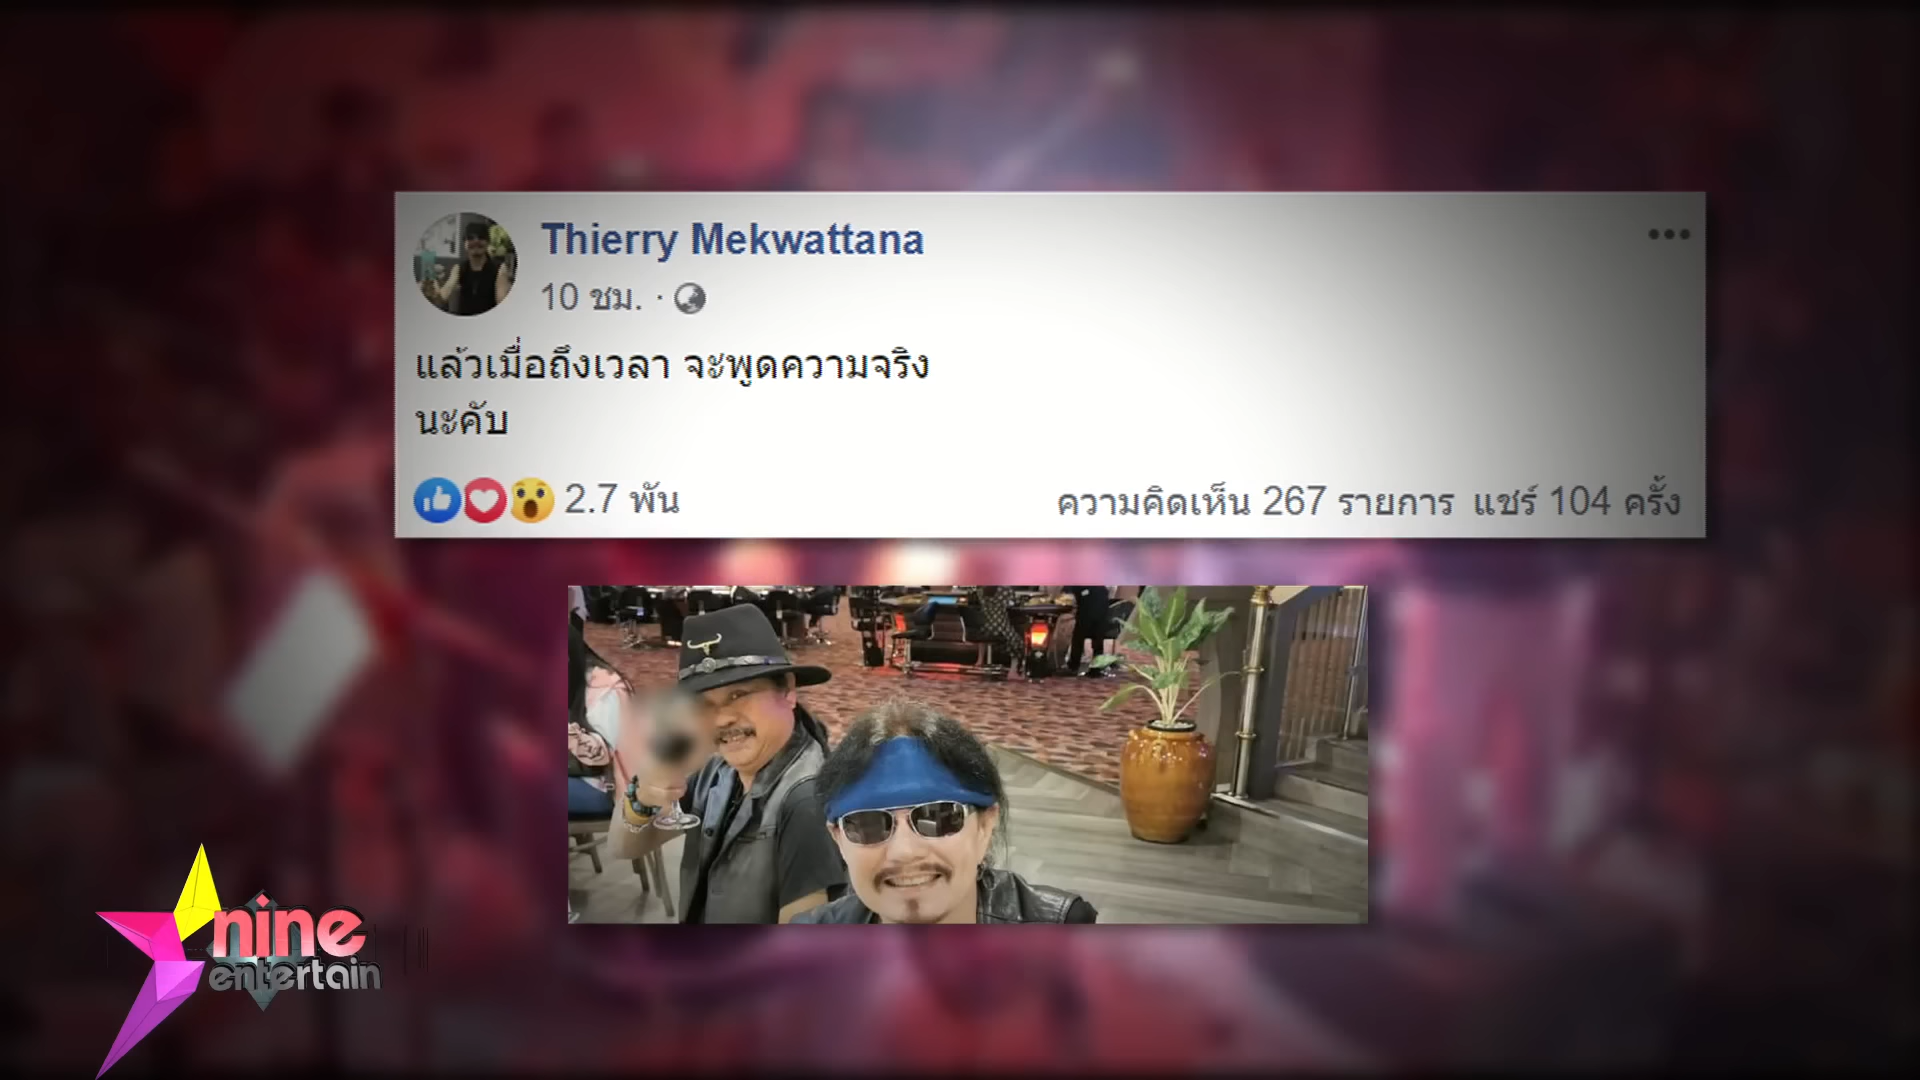 Thierry Mekwattana
10 ชม. ·
แล้วเมื่อถึงเวลา จะพูดความจริง
นะคับ
2.7 พัน
ความคิดเห็น 267 รายการ แชร์ 104 ครั้ง
nine
entertain